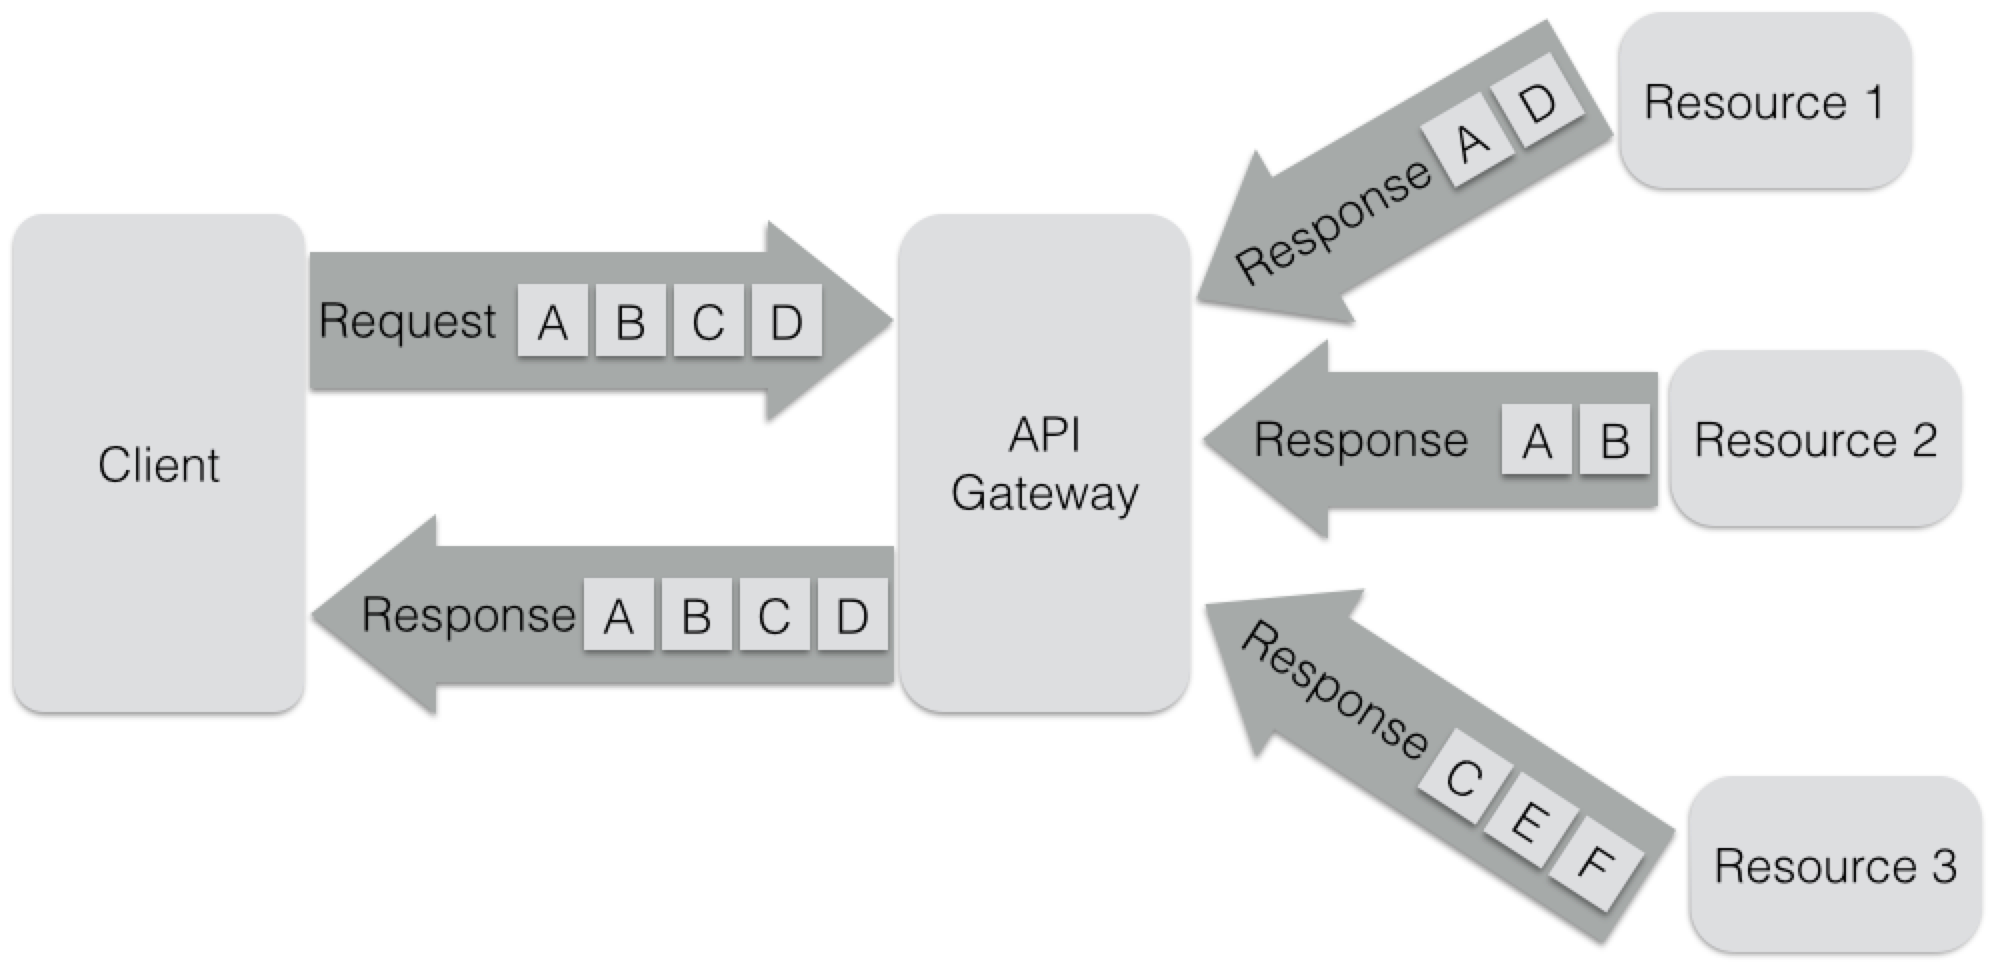 Client
Request A B C D
Response A B C D
API
Gateway
Response A D
Resource 1
Response A B
Resource 2
Response C E F
Resource 3